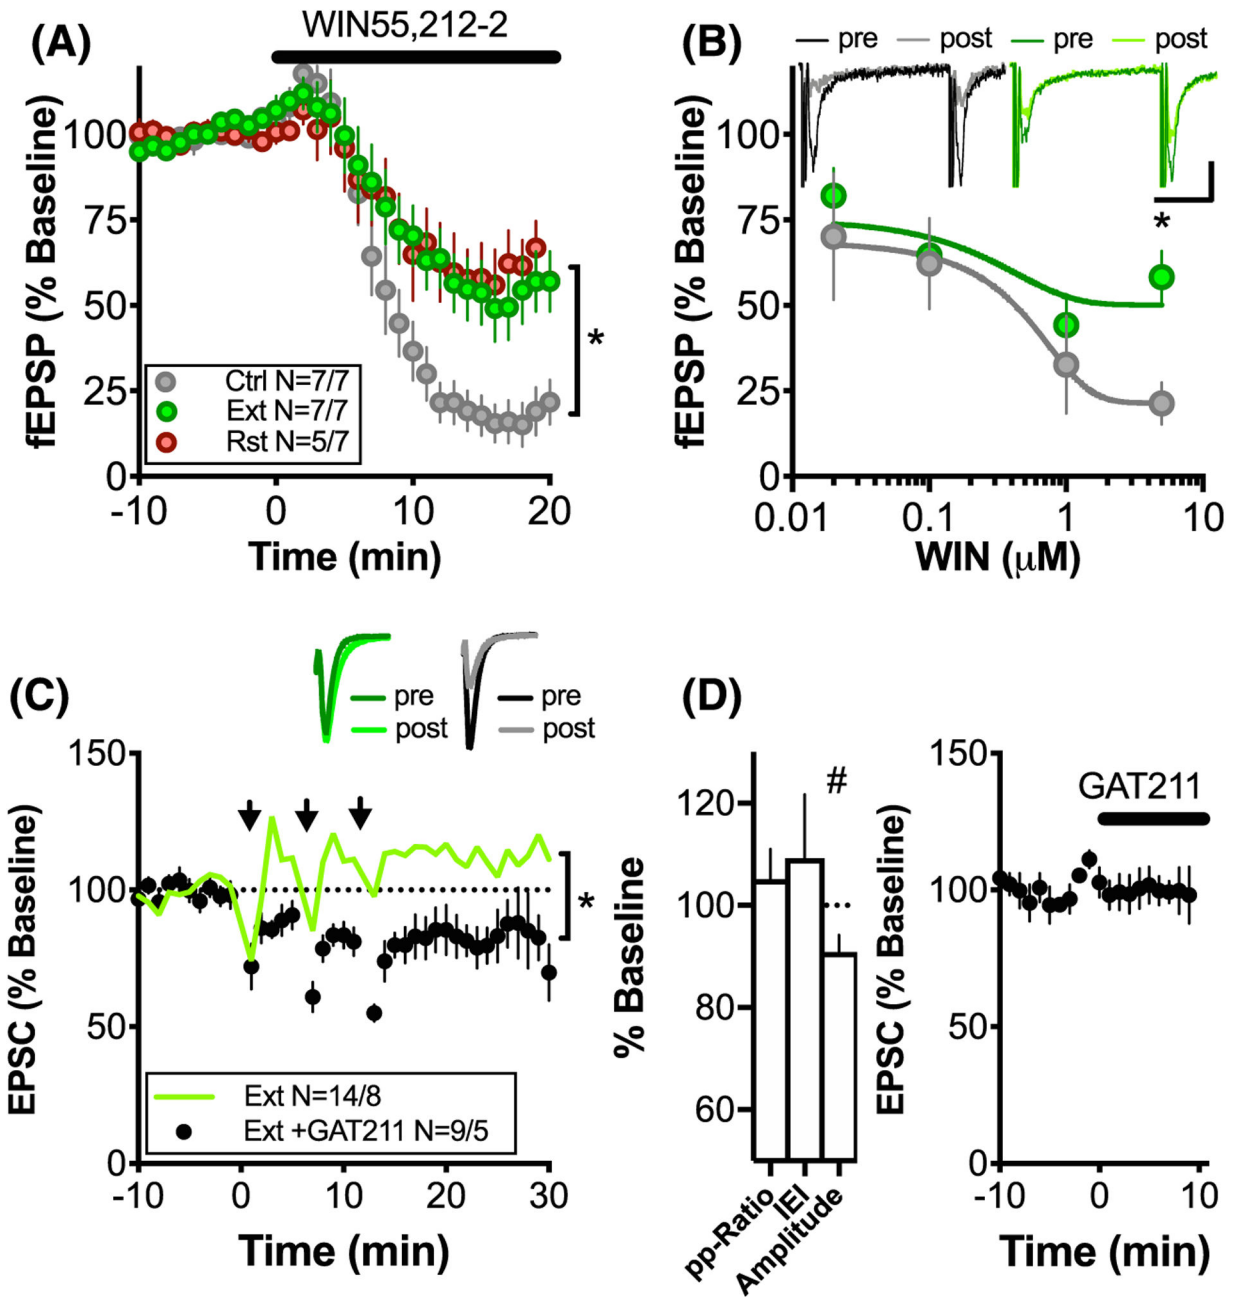 (A)
WIN55,212-2
fEPSP (% Baseline)
100
75
50
25
0
Ctrl N=7/7
Ext N=7/7
Rst N=5/7
*
-10 0 10 20
Time (min)
(B)
pre post pre post
fEPSP (% Baseline)
100
75
50
25
0
*
0.01 0.1 1 10
WIN (μM)
(C)
pre
post
pre
post
EPSC (% Baseline)
150
100
50
0
*
Ext N=14/8
Ext +GAT211 N=9/5
-10 0 10 20 30
Time (min)
(D)
% Baseline
120
100
80
60
#
pp-Ratio
IEI
Amplitude
EPSC (% Baseline)
150
100
50
0
GAT211
-10 0 10
Time (min)